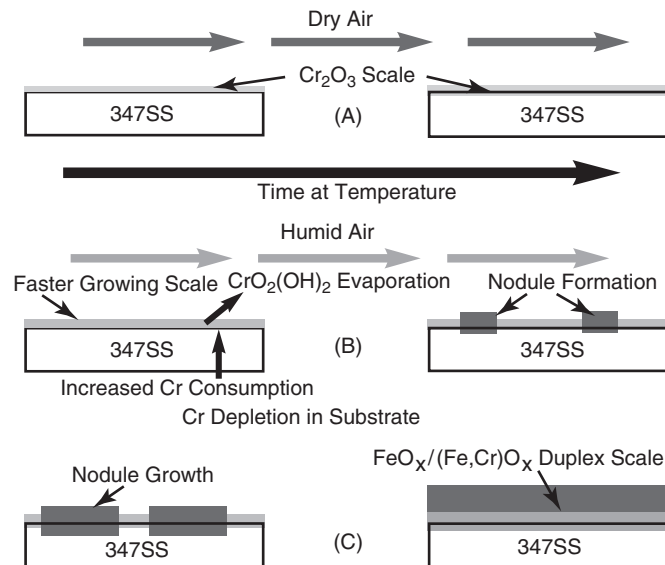 Dry Air
Cr₂O₃ Scale
347SS
(A)
347SS
Time at Temperature
Humid Air
Faster Growing Scale
CrO₂(OH)₂ Evaporation
Nodule Formation
347SS
(B)
347SS
Increased Cr Consumption
Cr Depletion in Substrate
Nodule Growth
FeOₓ/(Fe,Cr)Oₓ Duplex Scale
347SS
(C)
347SS